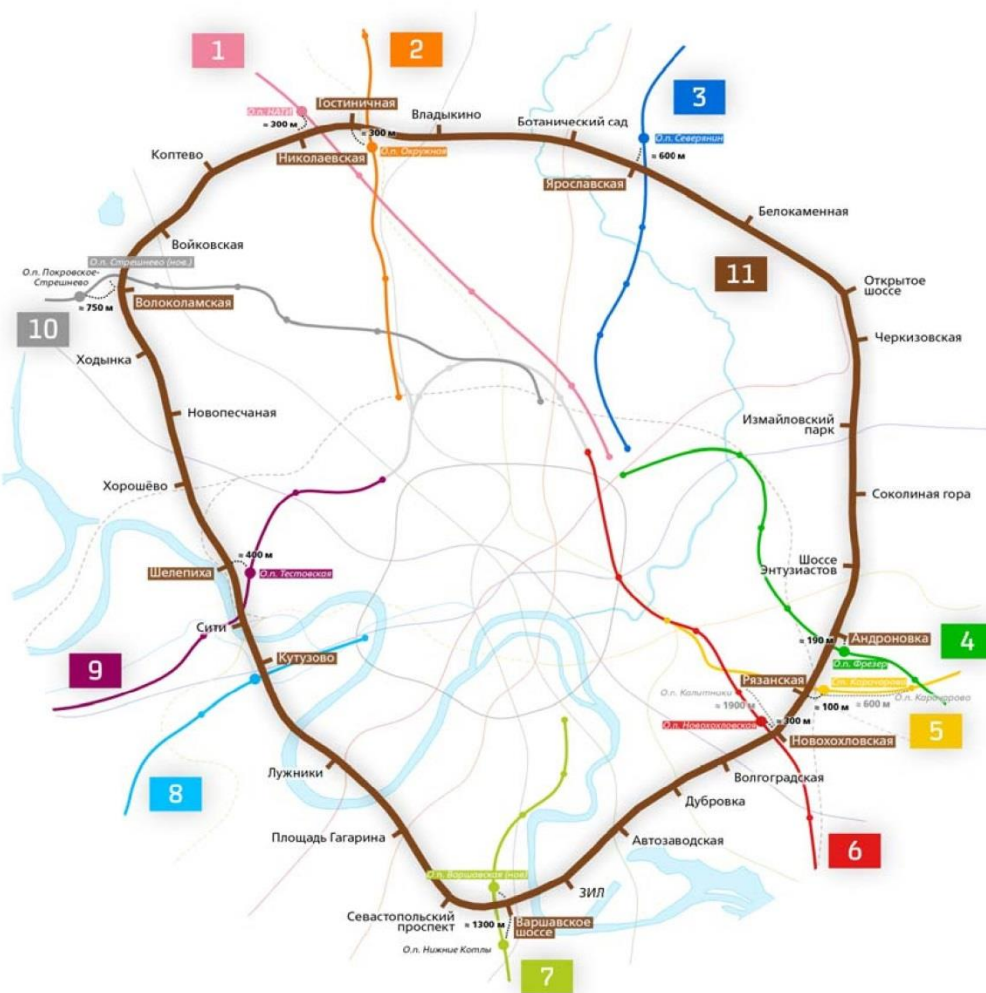 1
2
3
О.п. НАТИ
≈ 300 м
Гостиничная
≈ 300 м
Николаевская
О.п. Окружная
Владыкино
Ботанический сад
О.п. Северянин
≈ 600 м
Ярославская
Коптево
Белокаменная
Войковская
О.п. Стрешнево (нов.)
О.п. Покровское-
Стрешнево
≈ 750 м
Волоколамская
10
11
Открытое
шоссе
Черкизовская
Ходынка
Новопесчаная
Измайловский
парк
Хорошёво
Соколиная гора
≈ 400 м
Шелепиха
О.п. Тестовская
Шоссе
Энтузиастов
Сити
Кутузово
9
≈ 190 м
Андроновка
4
О.п. Фрезер
Рязанская
О.п. Карачарово
О.п. Калитники
≈ 1900 м
≈ 100 м
≈ 600 м
О.п. Новохохловская
≈ 300 м
5
Новохохловская
8
Лужники
Волгоградская
Дубровка
Площадь Гагарина
Автозаводская
6
О.п. Варшавская (нов)
ЗИЛ
Севастопольский
проспект
≈ 1300 м
Варшавское
шоссе
О.п. Нижние Котлы
7